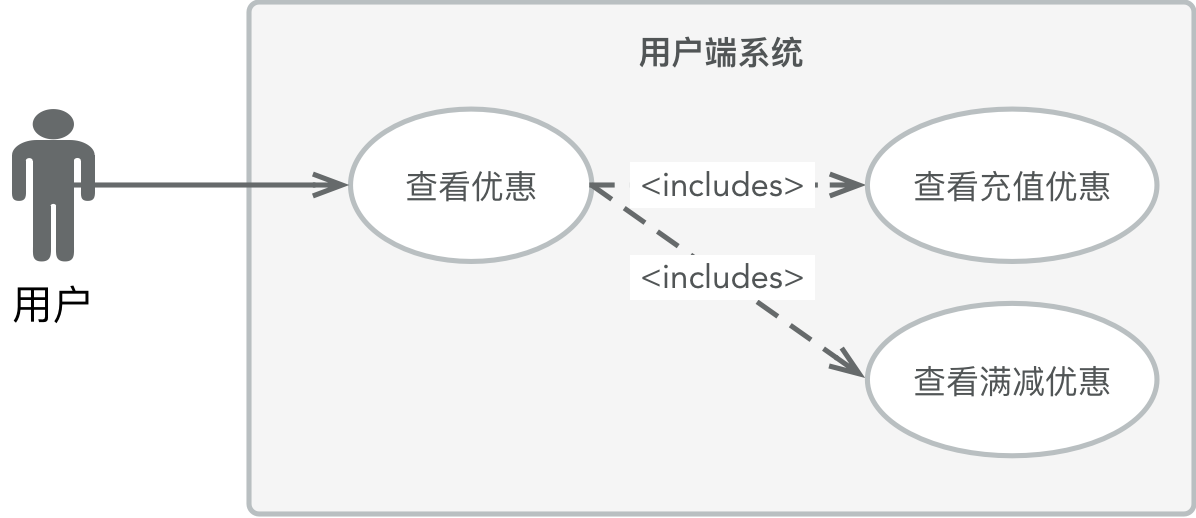 用户端系统
用户
查看优惠
<includes>
查看充值优惠
<includes>
查看满减优惠